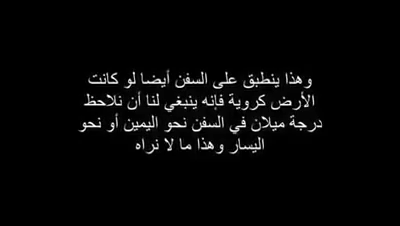 وهذا ينطبق على السفن أيضا لو كانت
الأرض كروية فإنه ينبغي لنا أن نلاحظ
درجة ميلان في السفن نحو اليمين أو نحو
اليسار وهذا ما لا نراه